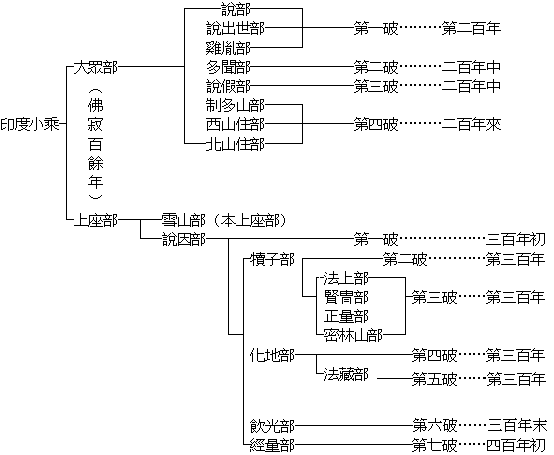 說部
說出世部 第一破………第二百年
雞胤部
大眾部 多聞部 第二破………二百年中
說假部 第三破………二百年中
制多山部
印度小乘 （佛寂百餘年） 西山住部 第四破………二百年來
北山住部
上座部 雪山部（本上座部）
說因部 第一破………………三百年初
犢子部 第二破…………第三百年
法上部
賢冑部 第三破……第三百年
正量部
密林山部
化地部 第四破……第三百年
法藏部 第五破……第三百年
飲光部 第六破……三百年末
經量部 第七破……四百年初